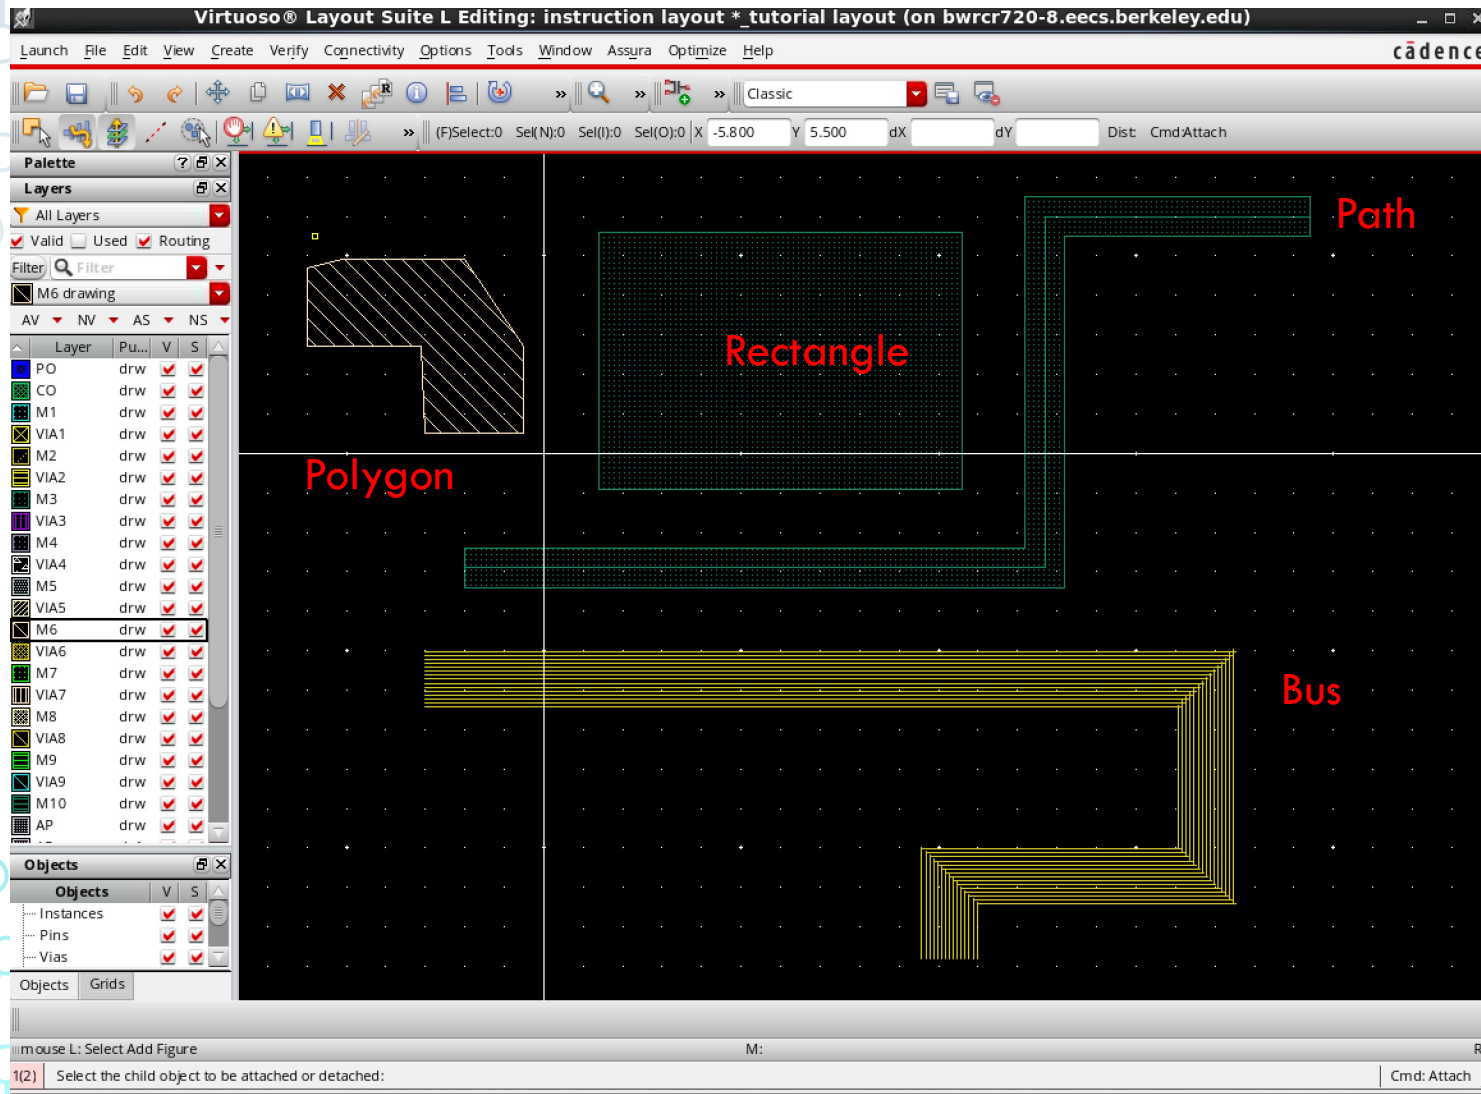 Virtuoso® Layout Suite L Editing: instruction layout *_tutorial layout (on bwrcr720-8.eecs.berkeley.edu)
Launch File Edit View Create Verify Connectivity Options Tools Window Assura Optimize Help
cādence
R
» » » Classic
» (F)Select:0 Sel(N):0 Sel(I):0 Sel(O):0 X -5.800 Y 5.500 dX dY Dist: Cmd:Attach
Palette
Layers
All Layers
Valid Used Routing
Filter Filter
M6 drawing
AV NV AS NS
Layer Pu... V S
PO drw
CO drw
M1 drw
VIA1 drw
M2 drw
VIA2 drw
M3 drw
VIA3 drw
M4 drw
VIA4 drw
M5 drw
VIA5 drw
M6 drw
VIA6 drw
M7 drw
VIA7 drw
M8 drw
VIA8 drw
M9 drw
VIA9 drw
M10 drw
AP drw
Objects
Objects V S
Instances
Pins
Vias
Objects Grids
Path
Rectangle
Polygon
Bus
mouse L: Select Add Figure M: R
1(2) Select the child object to be attached or detached: Cmd: Attach